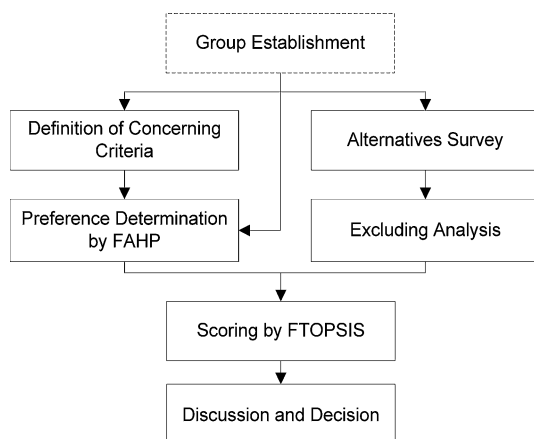 Group Establishment
Definition of Concerning
Criteria
Alternatives Survey
Preference Determination
by FAHP
Excluding Analysis
Scoring by FTOPSIS
Discussion and Decision